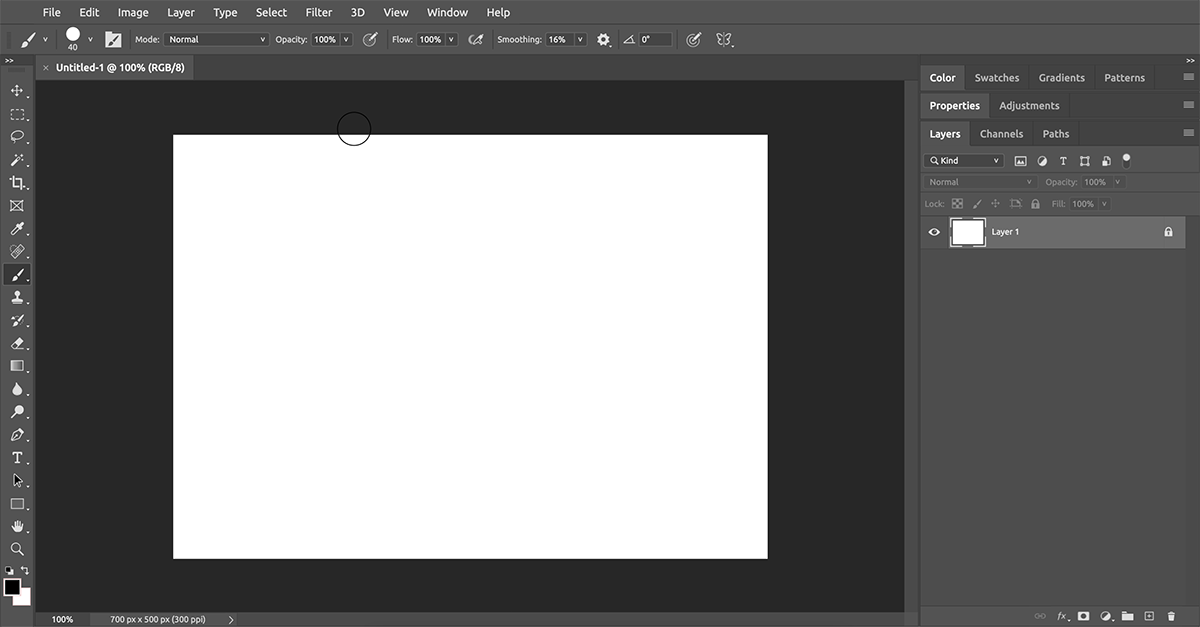 File Edit Image Layer Type Select Filter 3D View Window Help
40 Mode: Normal Opacity: 100% Flow: 100% Smoothing: 16% 0°
>> >>
× Untitled-1 @ 100% (RGB/8)
Color Swatches Gradients Patterns
Properties Adjustments
Layers Channels Paths
Kind
Normal Opacity: 100%
Lock: Fill: 100%
Layer 1
100% 700 px x 500 px (300 ppi)
fx